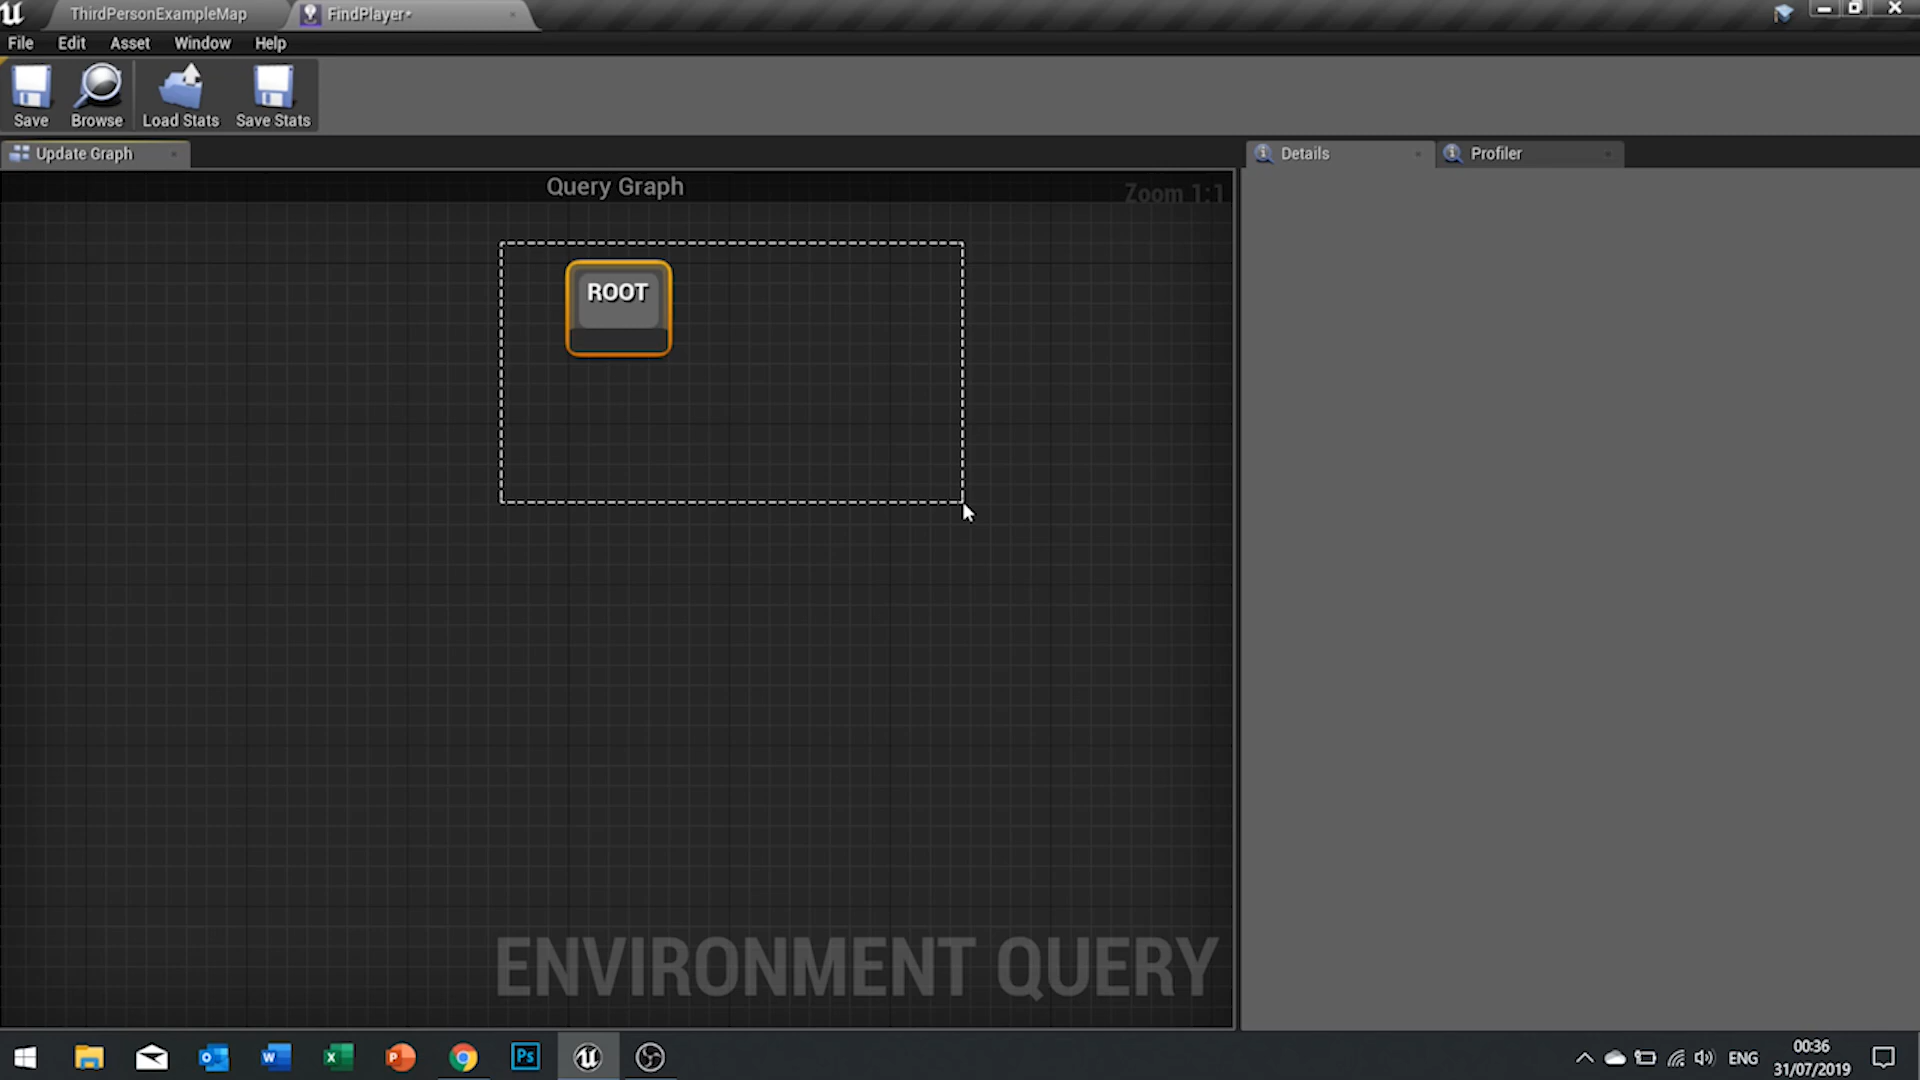 ThirdPersonExampleMap
FindPlayer*
File Edit Asset Window Help
Save Browse Load Stats Save Stats
Update Graph
Details
Profiler
Query Graph
Zoom 1:1
ROOT
ENVIRONMENT QUERY
Ps
ENG
00:36
31/07/2019